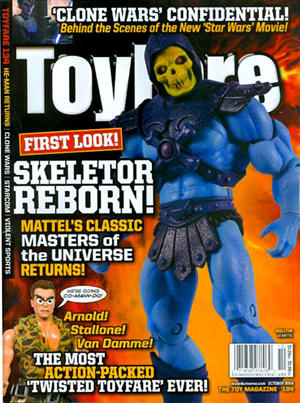 'CLONE WARS' CONFIDENTIAL!
Behind the Scenes of the New 'Star Wars' Movie!
ToyFare
TOYFARE 134 HE-MAN RETURNS | CLONE WARS | STARCOM | VIOLENT SPORTS
FIRST LOOK!
SKELETOR
REBORN!
MATTEL'S CLASSIC
MASTERS of
the UNIVERSE
RETURNS!
WE'RE GOING
CO-MANN-DO!
Arnold!
Stallone!
Van Damme!
THE MOST
ACTION-PACKED
'TWISTED TOYFARE' EVER!
SKELETOR
OCTOBER 2008
THE TOY MAGAZINE 134